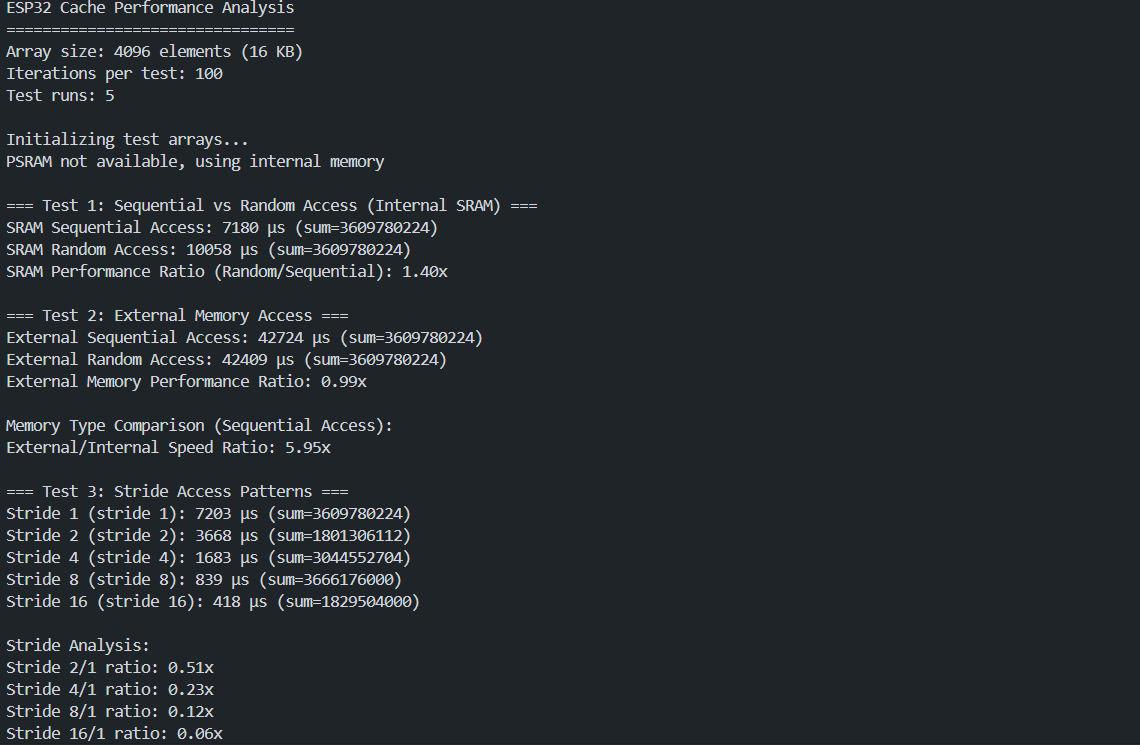 ESP32 Cache Performance Analysis
================================
Array size: 4096 elements (16 KB)
Iterations per test: 100
Test runs: 5
Initializing test arrays...
PSRAM not available, using internal memory
=== Test 1: Sequential vs Random Access (Internal SRAM) ===
SRAM Sequential Access: 7180 µs (sum=3609780224)
SRAM Random Access: 10058 µs (sum=3609780224)
SRAM Performance Ratio (Random/Sequential): 1.40x
=== Test 2: External Memory Access ===
External Sequential Access: 42724 µs (sum=3609780224)
External Random Access: 42409 µs (sum=3609780224)
External Memory Performance Ratio: 0.99x
Memory Type Comparison (Sequential Access):
External/Internal Speed Ratio: 5.95x
=== Test 3: Stride Access Patterns ===
Stride 1 (stride 1): 7203 µs (sum=3609780224)
Stride 2 (stride 2): 3668 µs (sum=1801306112)
Stride 4 (stride 4): 1683 µs (sum=3044552704)
Stride 8 (stride 8): 839 µs (sum=3666176000)
Stride 16 (stride 16): 418 µs (sum=1829504000)
Stride Analysis:
Stride 2/1 ratio: 0.51x
Stride 4/1 ratio: 0.23x
Stride 8/1 ratio: 0.12x
Stride 16/1 ratio: 0.06x